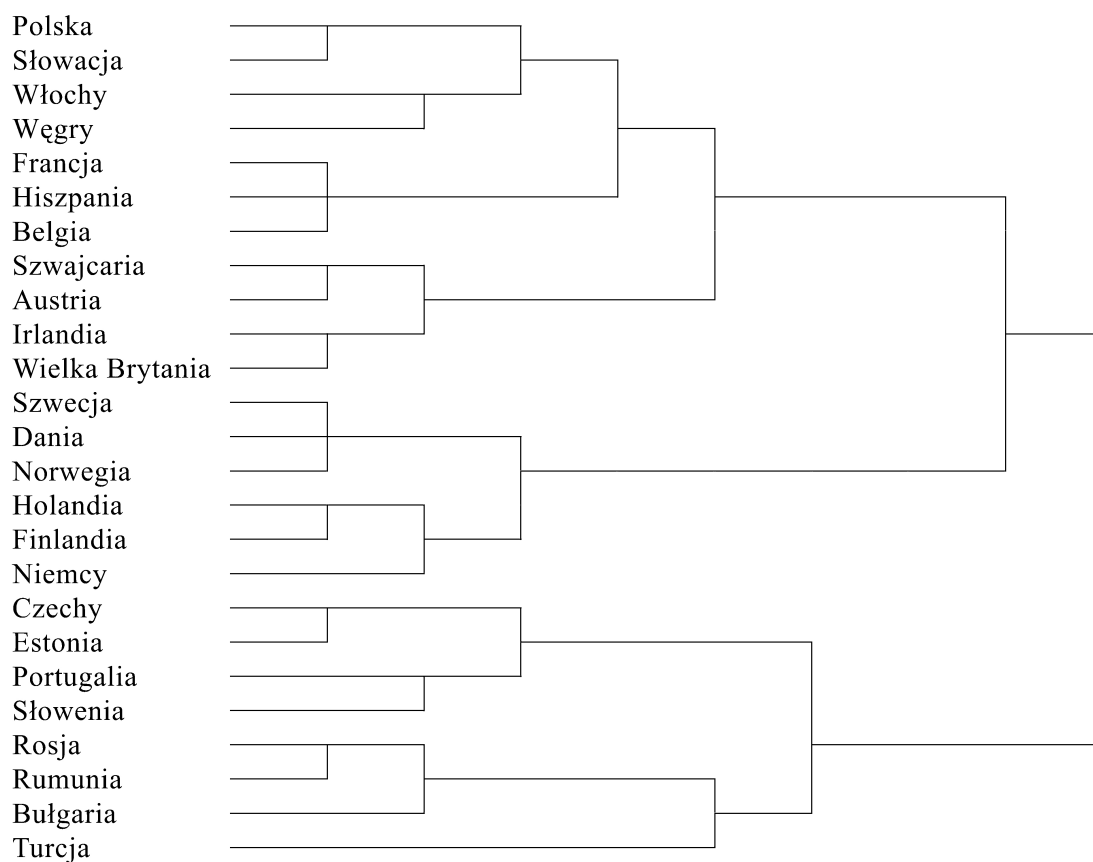 Polska
Słowacja
Włochy
Węgry
Francja
Hiszpania
Belgia
Szwajcaria
Austria
Irlandia
Wielka Brytania
Szwecja
Dania
Norwegia
Holandia
Finlandia
Niemcy
Czechy
Estonia
Portugalia
Słowenia
Rosja
Rumunia
Bułgaria
Turcja